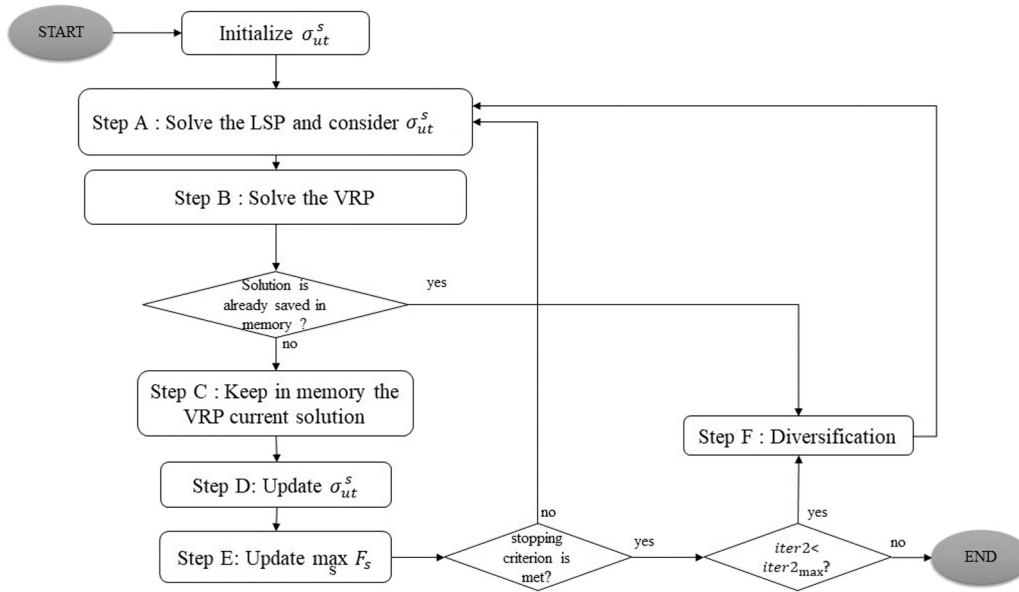 START
Initialize σ_ut^s
Step A : Solve the LSP and consider σ_ut^s
Step B : Solve the VRP
Solution is
already saved in
memory ?
yes
no
Step C : Keep in memory the
VRP current solution
Step F : Diversification
Step D: Update σ_ut^s
Step E: Update max F_s
s
no
stopping
criterion is
met?
yes
yes
iter2<
iter2_max?
no
END